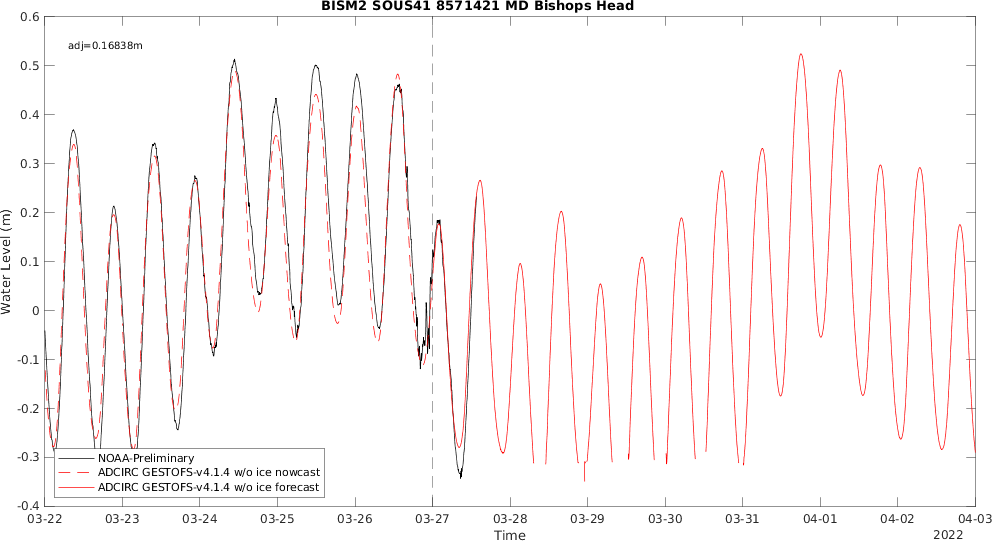 BISM2 SOUS41 8571421 MD Bishops Head
adj=0.16838m
Water Level (m)
0.6
0.5
0.4
0.3
0.2
0.1
0
-0.1
-0.2
-0.3
-0.4
NOAA-Preliminary
ADCIRC GESTOFS-v4.1.4 w/o ice nowcast
ADCIRC GESTOFS-v4.1.4 w/o ice forecast
03-22 03-23 03-24 03-25 03-26 03-27 03-28 03-29 03-30 03-31 04-01 04-02 04-03
Time
2022